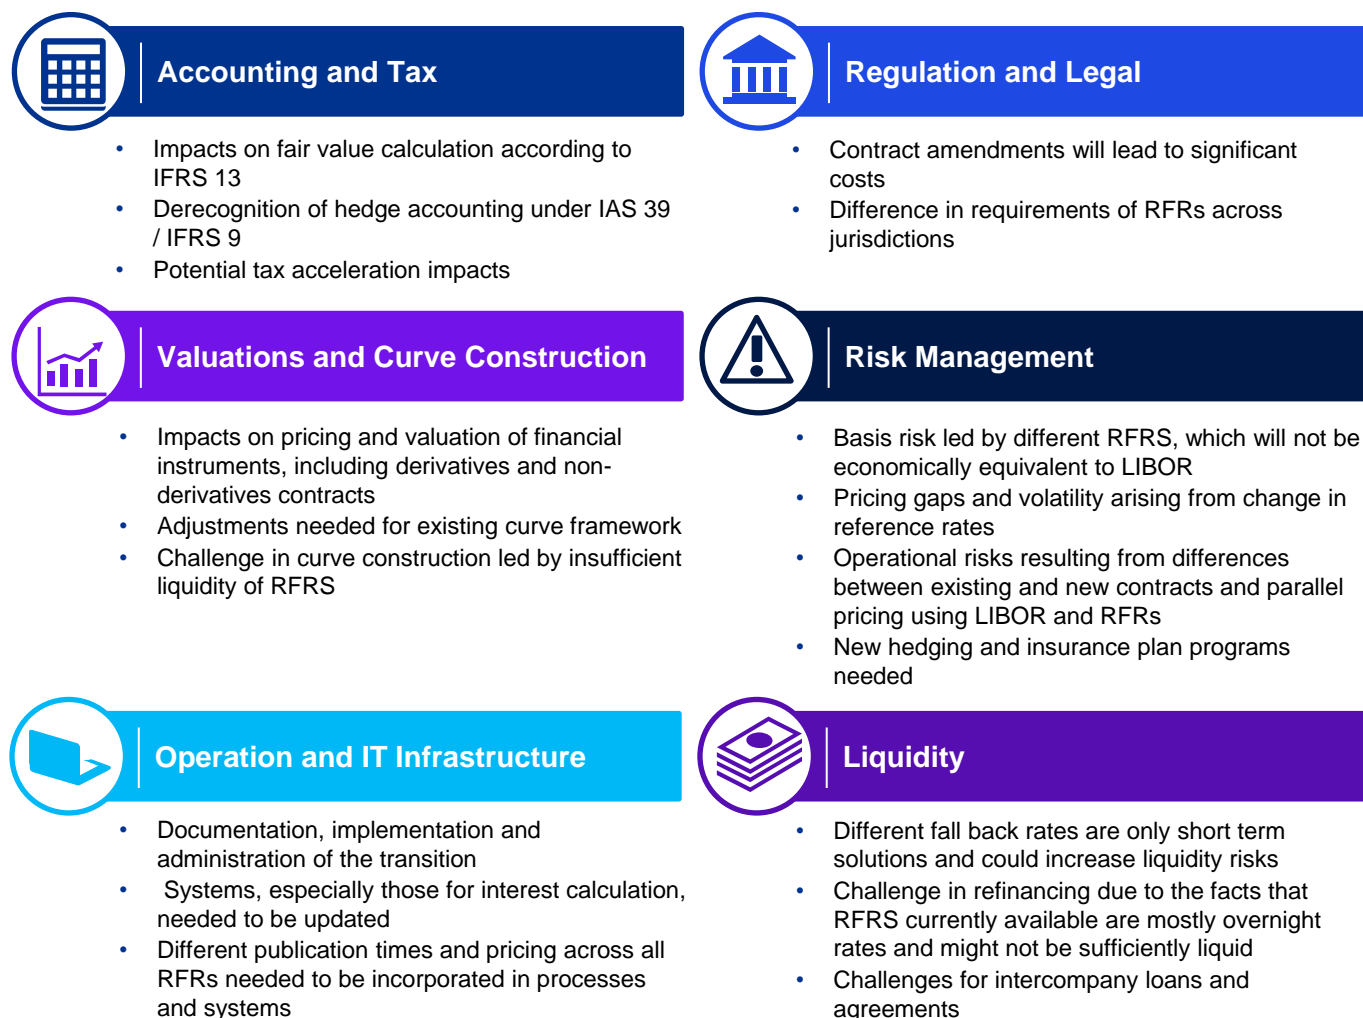 Accounting and Tax
• Impacts on fair value calculation according to
IFRS 13
• Derecognition of hedge accounting under IAS 39
/ IFRS 9
• Potential tax acceleration impacts
Regulation and Legal
• Contract amendments will lead to significant
costs
• Difference in requirements of RFRs across
jurisdictions
Valuations and Curve Construction
• Impacts on pricing and valuation of financial
instruments, including derivatives and non-
derivatives contracts
• Adjustments needed for existing curve framework
• Challenge in curve construction led by insufficient
liquidity of RFRS
Risk Management
• Basis risk led by different RFRS, which will not be
economically equivalent to LIBOR
• Pricing gaps and volatility arising from change in
reference rates
• Operational risks resulting from differences
between existing and new contracts and parallel
pricing using LIBOR and RFRs
• New hedging and insurance plan programs
needed
Operation and IT Infrastructure
• Documentation, implementation and
administration of the transition
• Systems, especially those for interest calculation,
needed to be updated
• Different publication times and pricing across all
RFRs needed to be incorporated in processes
and systems
Liquidity
• Different fall back rates are only short term
solutions and could increase liquidity risks
• Challenge in refinancing due to the facts that
RFRS currently available are mostly overnight
rates and might not be sufficiently liquid
• Challenges for intercompany loans and
agreements